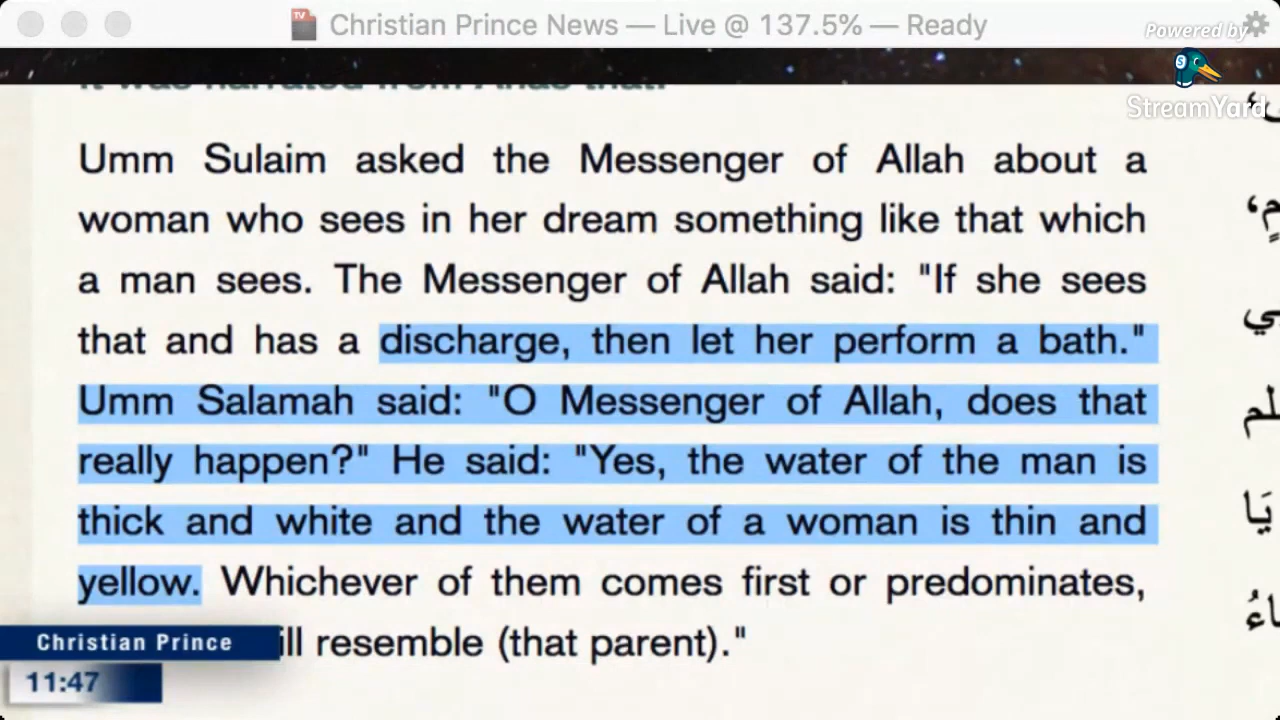 Christian Prince News — Live @ 137.5% — Ready
Powered by
StreamYard
Umm Sulaim asked the Messenger of Allah about a
woman who sees in her dream something like that which
a man sees. The Messenger of Allah said: "If she sees
that and has a discharge, then let her perform a bath."
Umm Salamah said: "O Messenger of Allah, does that
really happen?" He said: "Yes, the water of the man is
thick and white and the water of a woman is thin and
yellow. Whichever of them comes first or predominates,
resemble (that parent)."
يَا
Christian Prince
11:47